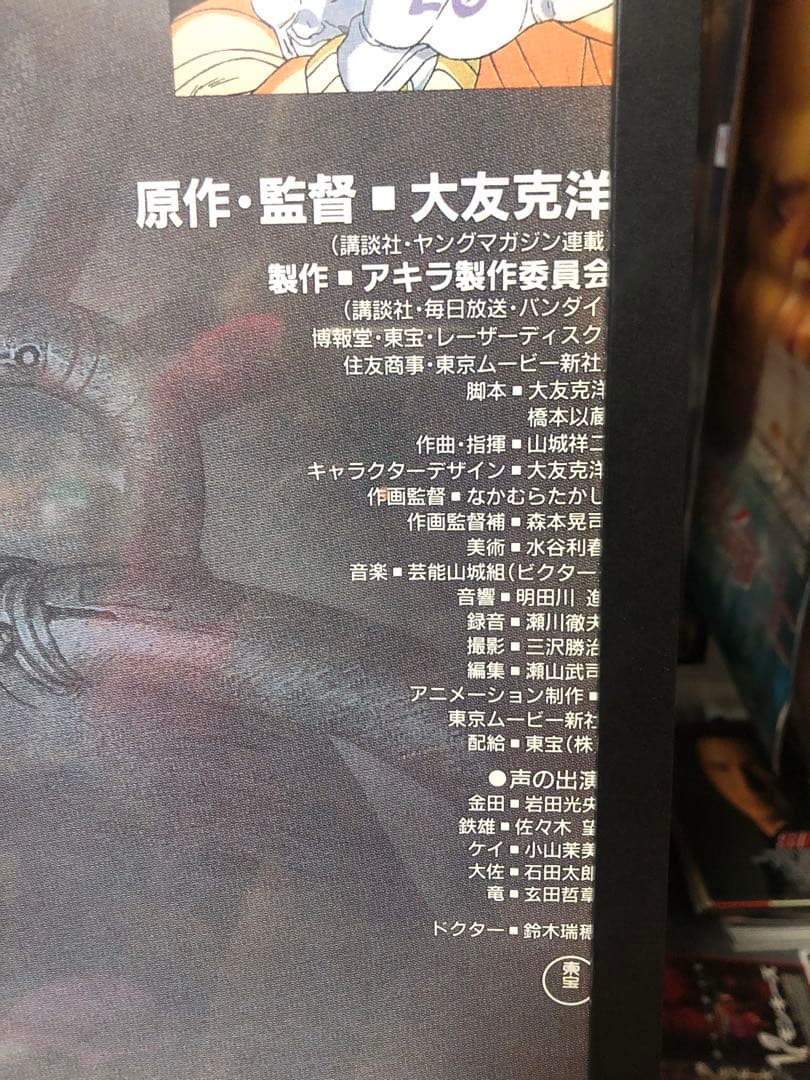 原作・監督■大友克洋
(講談社・ヤングマガジン連載)
製作■アキラ製作委員会
(講談社・毎日放送・バンダイ
博報堂・東宝・レーザーディスク
住友商事・東京ムービー新社)
脚本■大友克洋
橋本以蔵
作曲・指揮■山城祥二
キャラクターデザイン■大友克洋
作画監督■なかむらたかし
作画監督補■森本晃司
美術■水谷利春
音楽■芸能山城組(ビクター
音響■明田川 進
録音■瀬川徹夫
撮影■三沢勝治
編集■瀬山武司
アニメーション制作■
東京ムービー新社
配給■東宝(株)
●声の出演
金田■岩田光央
鉄雄■佐々木 望
ケイ■小山茉美
大佐■石田太郎
竜■玄田哲章
ドクター■鈴木瑞穂
東宝